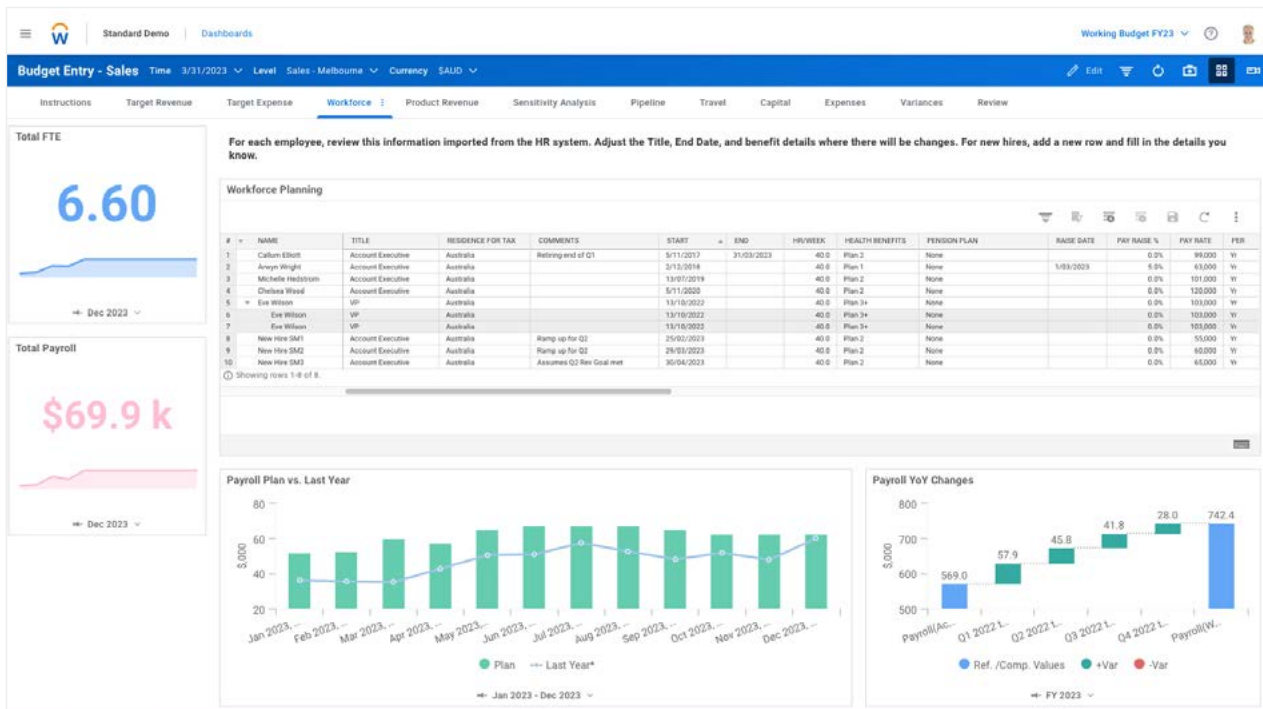 W Standard Demo Dashboards Working Budget FY23
Budget Entry - Sales Time 3/31/2023 Level Sales - Melbourne Currency $AUD Edit
Instructions Target Revenue Target Expense Workforce Product Revenue Sensitivity Analysis Pipeline Travel Capital Expenses Variances Review
Total FTE
6.60
Dec 2023
Total Payroll
$69.9 k
Dec 2023
For each employee, review this information imported from the HR system. Adjust the Title, End Date, and benefit details where there will be changes. For new hires, add a new row and fill in the details you
know.
Workforce Planning
# NAME TITLE RESIDENCE FOR TAX COMMENTS START END HR/WEEK HEALTH BENEFITS PENSION PLAN RAISE DATE PAY RAISE % PAY RATE PER
1 Callum Elliott Account Executive Australia Retiring end of Q1 5/11/2017 31/03/2023 40.0 Plan 2 None 0.0% 99,000 Yr
2 Arwyn Wright Account Executive Australia 2/12/2018 40.0 Plan 1 None 1/03/2023 5.0% 63,000 Yr
3 Michelle Hedstrom Account Executive Australia 13/07/2019 40.0 Plan 2 None 0.0% 101,000 Yr
4 Chelsea Wood Account Executive Australia 5/11/2020 40.0 Plan 2 None 0.0% 120,000 Yr
5 Eve Wilson VP Australia 13/10/2022 40.0 Plan 3+ None 0.0% 103,000 Yr
6 Eve Wilson VP Australia 13/10/2022 40.0 Plan 3+ None 0.0% 103,000 Yr
7 Eve Wilson VP Australia 13/10/2022 40.0 Plan 3+ None 0.0% 103,000 Yr
8 New Hire SM1 Account Executive Australia Ramp up for Q2 25/02/2023 40.0 Plan 2 None 0.0% 55,000 Yr
9 New Hire SM2 Account Executive Australia Ramp up for Q2 29/03/2023 40.0 Plan 2 None 0.0% 60,000 Yr
10 New Hire SM3 Account Executive Australia Assumes Q2 Rev Goal met 30/04/2023 40.0 Plan 2 None 0.0% 65,000 Yr
Showing rows 1-8 of 8.
Payroll Plan vs. Last Year
80
60
40
20
$,000
Jan 2023, ... Feb 2023, ... Mar 2023, ... Apr 2023, ... May 2023, ... Jun 2023, ... Jul 2023, ... Aug 2023, ... Sep 2023, ... Oct 2023, ... Nov 2023, ... Dec 2023, ...
Plan Last Year*
Jan 2023 - Dec 2023
Payroll YoY Changes
800
700
600
500
$,000
569.0 57.9 45.8 41.8 28.0 742.4
Payroll(Ac... Q1 2022 t... Q2 2022 t... Q3 2022 t... Q4 2022 t... Payroll(W...
Ref. /Comp. Values +Var -Var
FY 2023